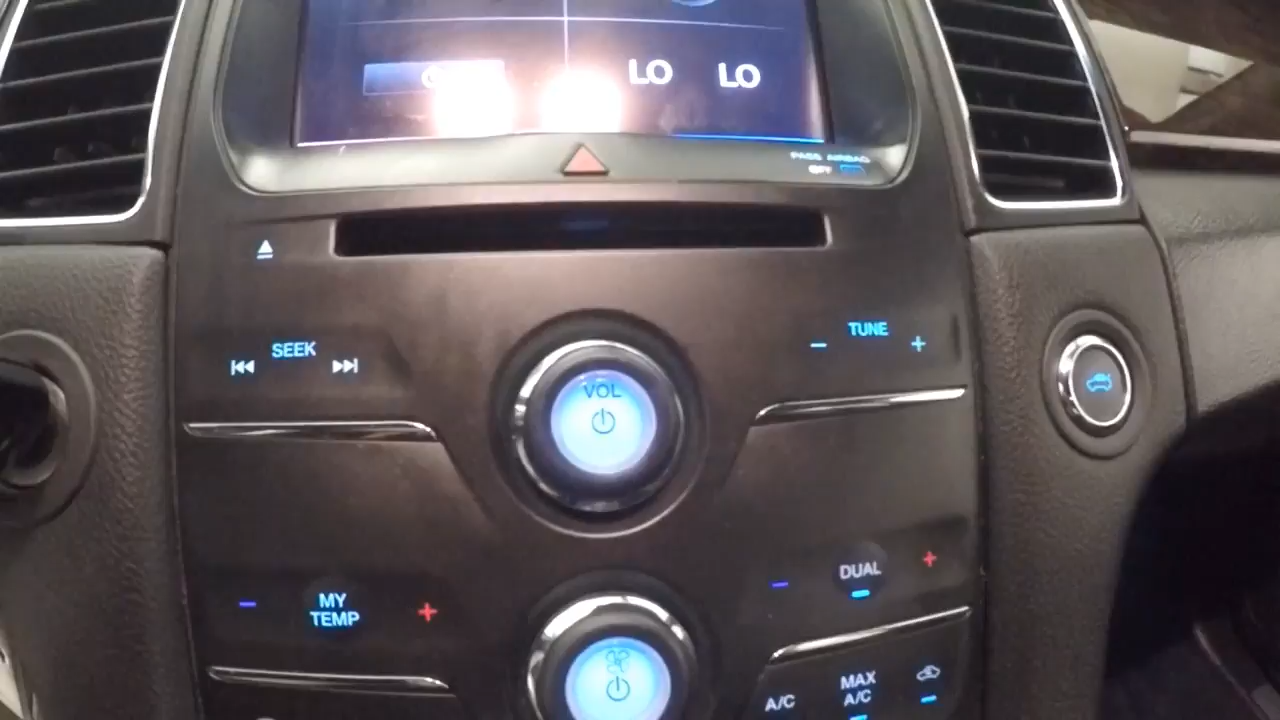 LO LO
PASS AIRBAG
OFF
SEEK
TUNE
− +
VOL
− DUAL +
− MY
TEMP +
MAX
A/C
A/C